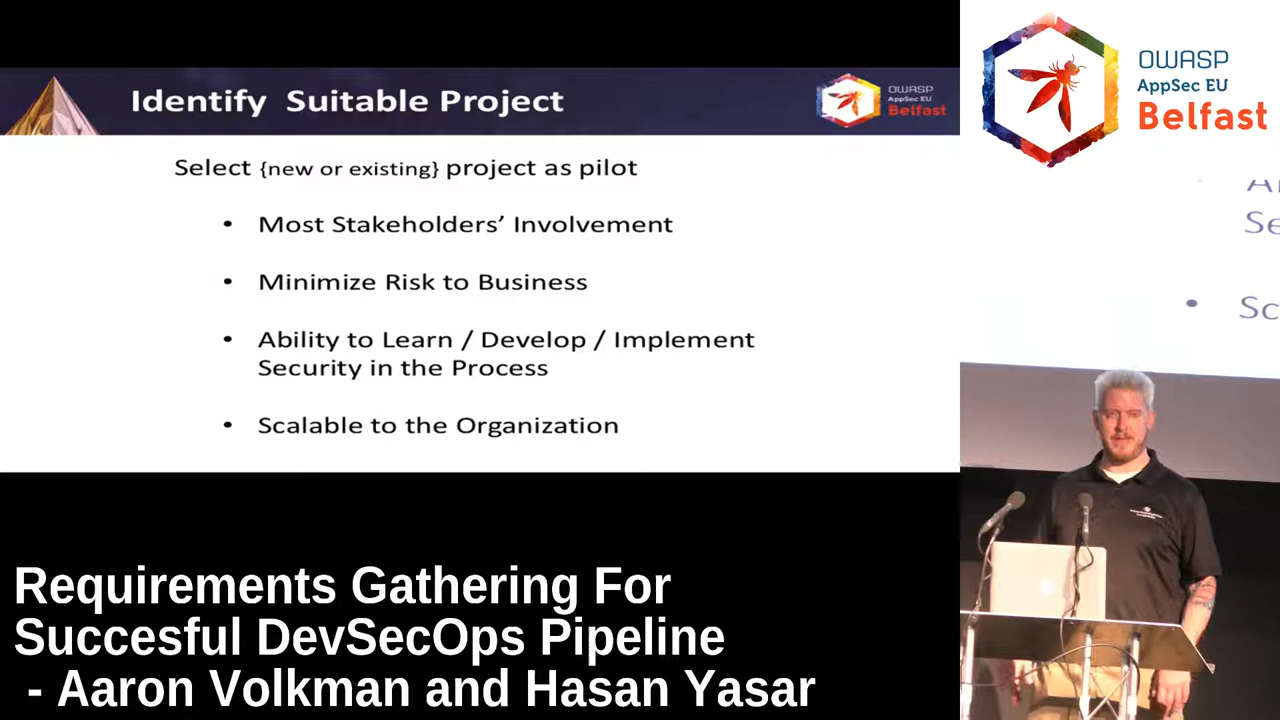 Identify Suitable Project
OWASP
AppSec EU
Belfast
Select {new or existing} project as pilot
• Most Stakeholders’ Involvement
• Minimize Risk to Business
• Ability to Learn / Develop / Implement
Security in the Process
• Scalable to the Organization
OWASP
AppSec EU
Belfast
Se
• Sc
Requirements Gathering For
Succesful DevSecOps Pipeline
- Aaron Volkman and Hasan Yasar